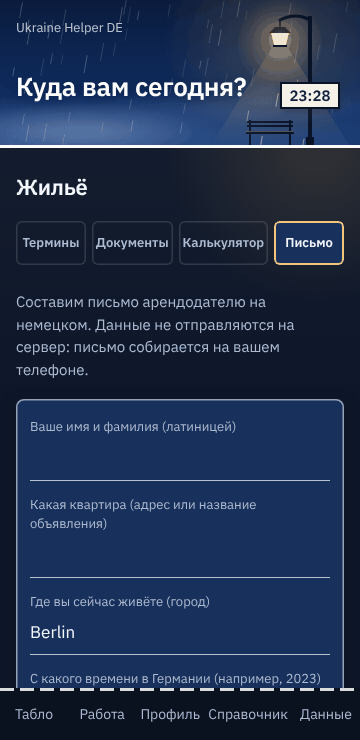 Ukraine Helper DE
Куда вам сегодня?
23:28
Жильё
Термины
Документы
Калькулятор
Письмо
Составим письмо арендодателю на
немецком. Данные не отправляются на
сервер: письмо собирается на вашем
телефоне.
Ваше имя и фамилия (латиницей)
Какая квартира (адрес или название
объявления)
Где вы сейчас живёте (город)
Berlin
С какого времени в Германии (например, 2023)
Табло
Работа
Профиль
Справочник
Данные